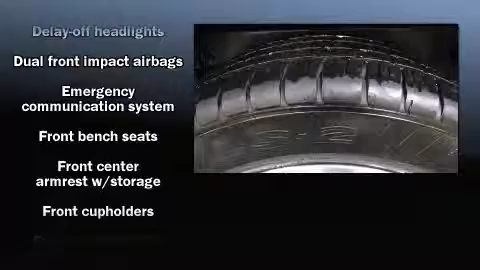 Delay-off headlights
Dual front impact airbags
Emergency
communication system
Front bench seats
Front center
armrest w/storage
Front cupholders